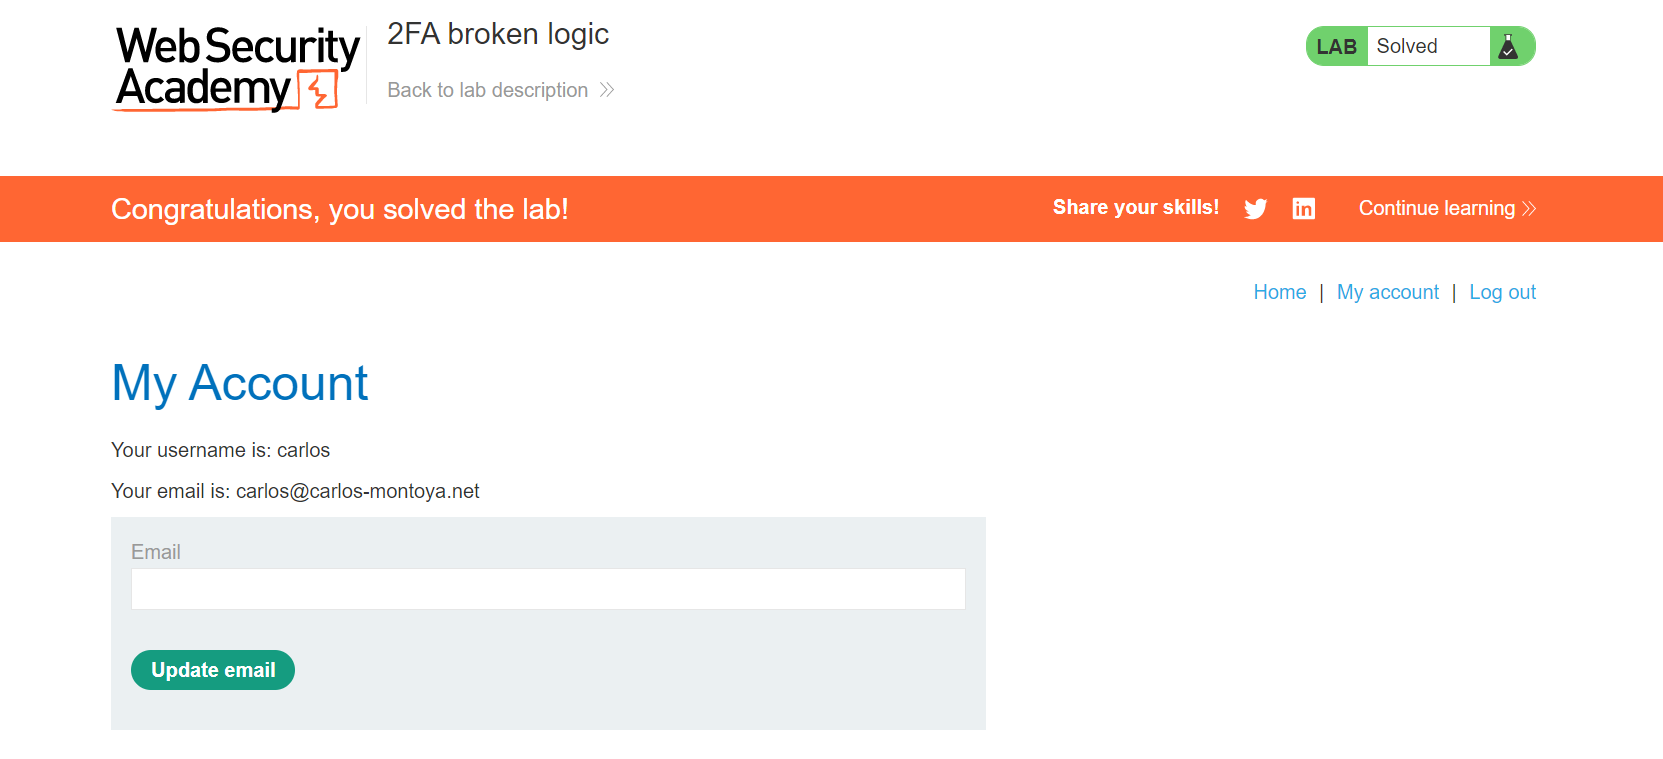 Web Security
Academy
2FA broken logic
Back to lab description
LAB Solved
Congratulations, you solved the lab!
Share your skills!
in
Continue learning
Home | My account | Log out
My Account
Your username is: carlos
Your email is: carlos@carlos-montoya.net
Email
Update email